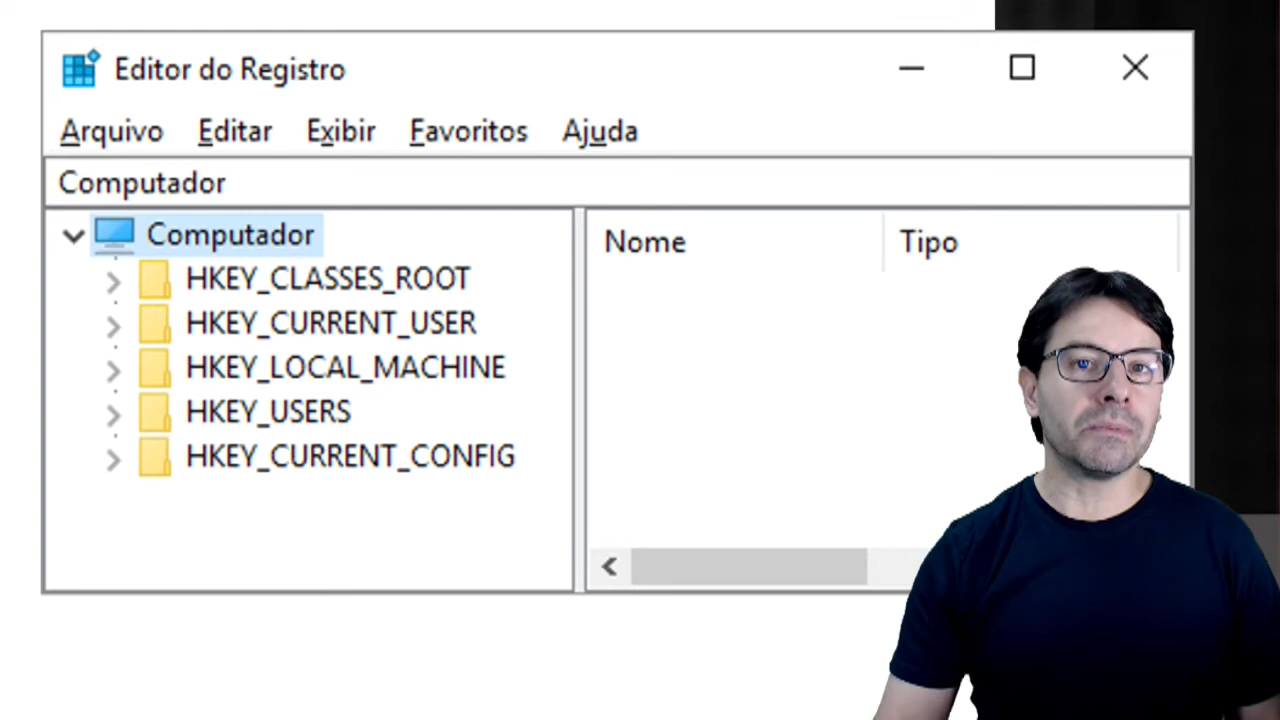 Editor do Registro
Arquivo Editar Exibir Favoritos Ajuda
Computador
Computador
HKEY_CLASSES_ROOT
HKEY_CURRENT_USER
HKEY_LOCAL_MACHINE
HKEY_USERS
HKEY_CURRENT_CONFIG
Nome Tipo